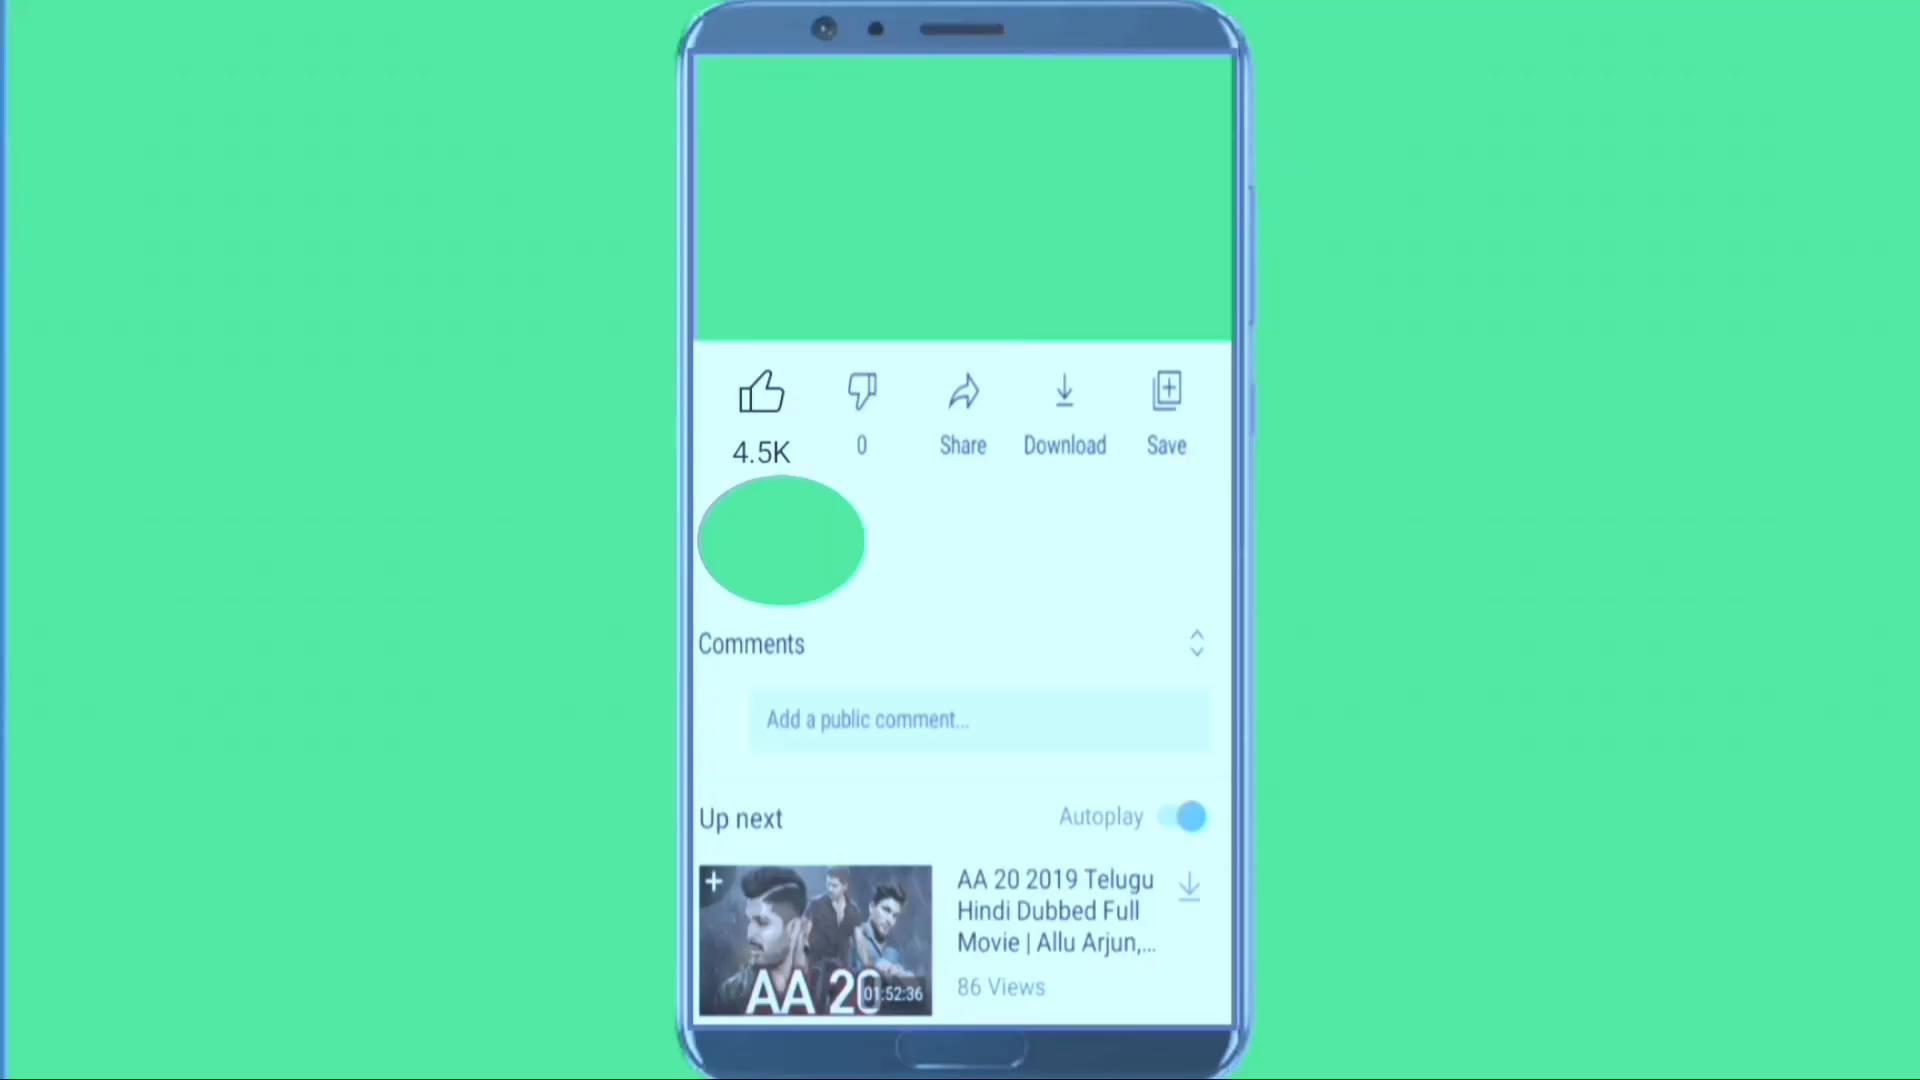 4.5K
0
Share
Download
Save
Comments
Add a public comment...
Up next
Autoplay
AA 20 2019 Telugu
Hindi Dubbed Full
Movie | Allu Arjun,...
86 Views
AA 20
01:52:36